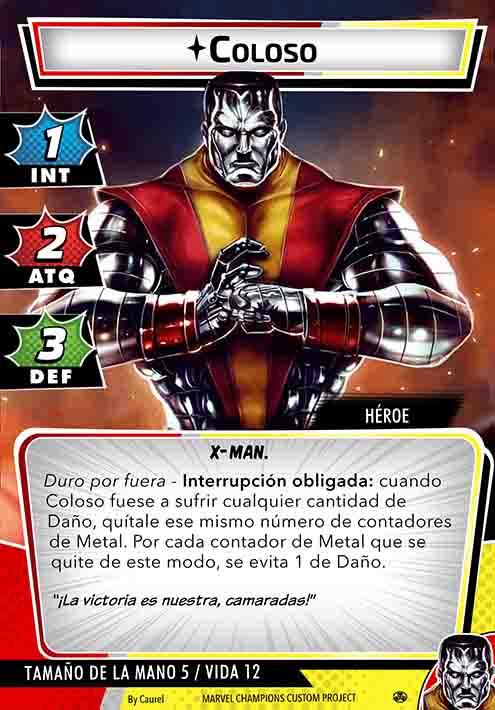 Coloso
1
INT
2
ATQ
3
DEF
HÉROE
X-MAN.
Duro por fuera - Interrupción obligada: cuando
Coloso fuese a sufrir cualquier cantidad de
Daño, quítale ese mismo número de contadores
de Metal. Por cada contador de Metal que se
quite de este modo, se evita 1 de Daño.
"¡La victoria es nuestra, camaradas!"
TAMAÑO DE LA MANO 5 / VIDA 12
By Caurel MARVEL CHAMPIONS CUSTOM PROJECT